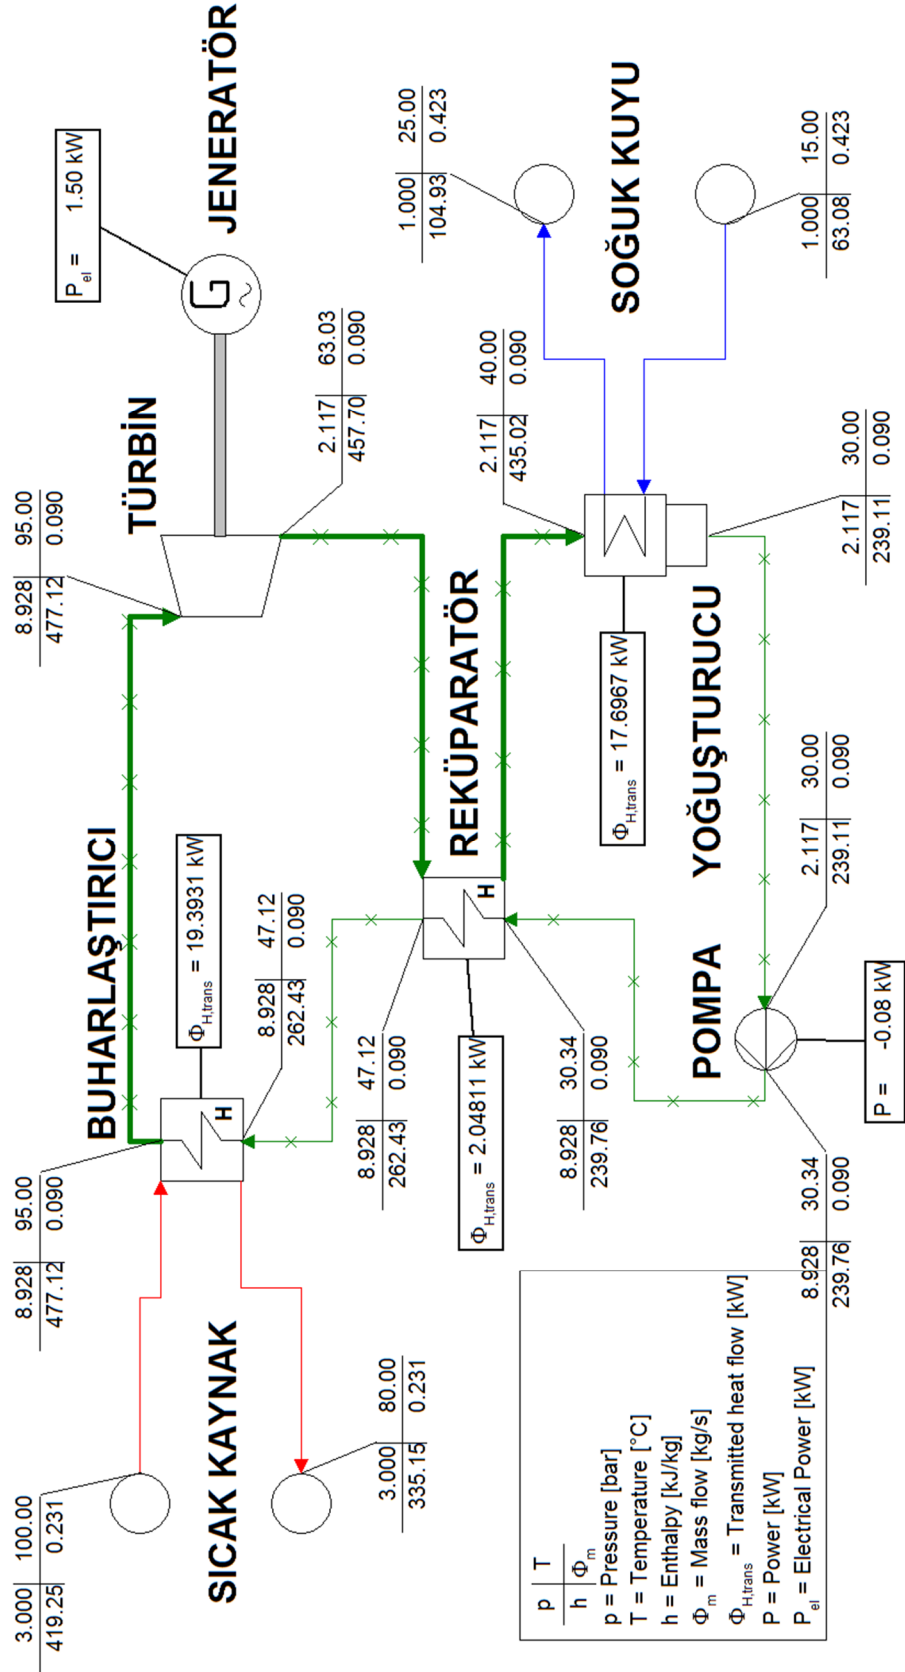 3.000 100.00
419.25 0.231
SICAK KAYNAK
3.000 80.00
335.15 0.231
8.928 95.00
477.12 0.090
BUHARLAŞTIRICI
ΦH,trans = 19.3931 kW
H
8.928 47.12
262.43 0.090
8.928 95.00
477.12 0.090
TÜRBİN
Pel = 1.50 kW
G
~
JENERATÖR
2.117 63.03
457.70 0.090
REKÜPARATÖR
H
8.928 47.12
262.43 0.090
ΦH,trans = 2.04811 kW
8.928 30.34
239.76 0.090
2.117 40.00
435.02 0.090
1.000 25.00
104.93 0.423
SOĞUK KUYU
1.000 15.00
63.08 0.423
ΦH,trans = 17.6967 kW
YOĞUŞTURUCU
2.117 30.00
239.11 0.090
2.117 30.00
239.11 0.090
POMPA
P = -0.08 kW
8.928 30.34
239.76 0.090
p T
h Φm
p = Pressure [bar]
T = Temperature [°C]
h = Enthalpy [kJ/kg]
Φm = Mass flow [kg/s]
ΦH,trans = Transmitted heat flow [kW]
P = Power [kW]
Pel = Electrical Power [kW]